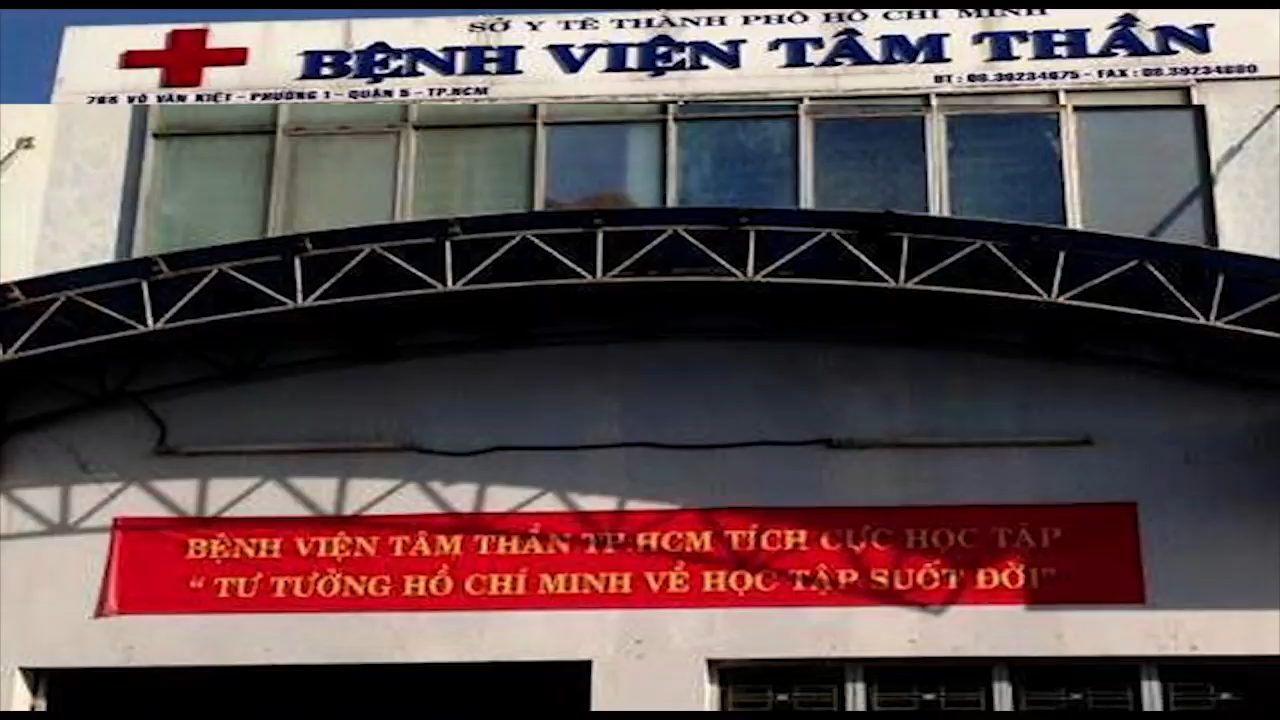 SỞ Y TẾ THÀNH PHỐ HỒ CHÍ MINH
BỆNH VIỆN TÂM THẦN
766 VÕ VĂN KIỆT - PHƯỜNG 1 - QUẬN 5 - TP.HCM
ĐT : 08.39234675 - FAX : 08.39234880
BỆNH VIỆN TÂM THẦN TP.HCM TÍCH CỰC HỌC TẬP
“ TƯ TƯỞNG HỒ CHÍ MINH VỀ HỌC TẬP SUỐT ĐỜI”